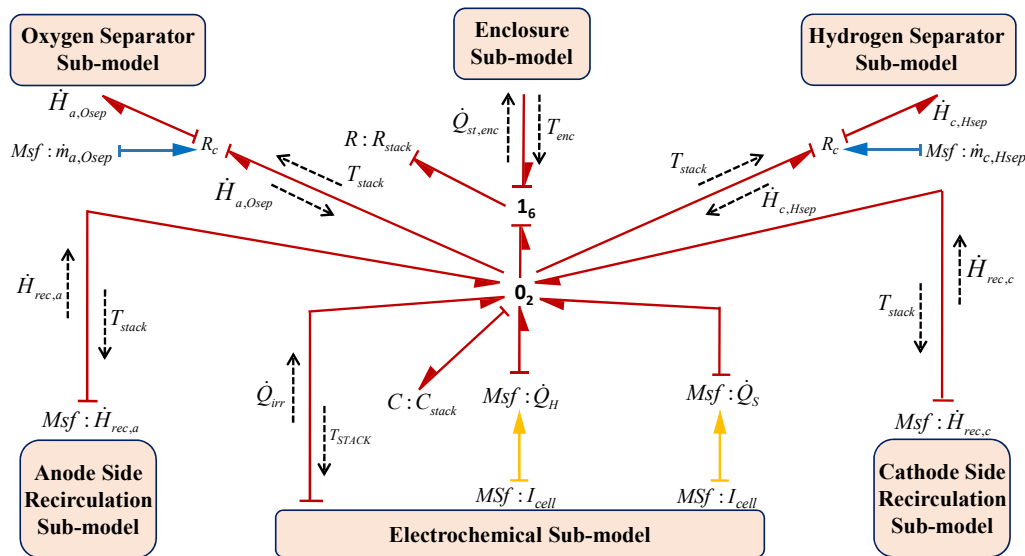 Oxygen Separator
Sub-model
Enclosure
Sub-model
Hydrogen Separator
Sub-model
Ḣ_{a,Osep}
Q̇_{st,enc}
T_{enc}
Ḣ_{c,Hsep}
Msf : ṁ_{a,Osep}
R_c
R : R_{stack}
R_c
Msf : ṁ_{c,Hsep}
T_{stack}
T_{stack}
Ḣ_{a,Osep}
1_6
Ḣ_{c,Hsep}
Ḣ_{rec,a}
T_{stack}
0_2
Ḣ_{rec,c}
T_{stack}
Q̇_{irr}
T_{STACK}
C : C_{stack}
Msf : Q̇_H
Msf : Q̇_S
Msf : Ḣ_{rec,a}
Msf : Ḣ_{rec,c}
Anode Side
Recirculation
Sub-model
MSf : I_{cell}
MSf : I_{cell}
Electrochemical Sub-model
Cathode Side
Recirculation
Sub-model